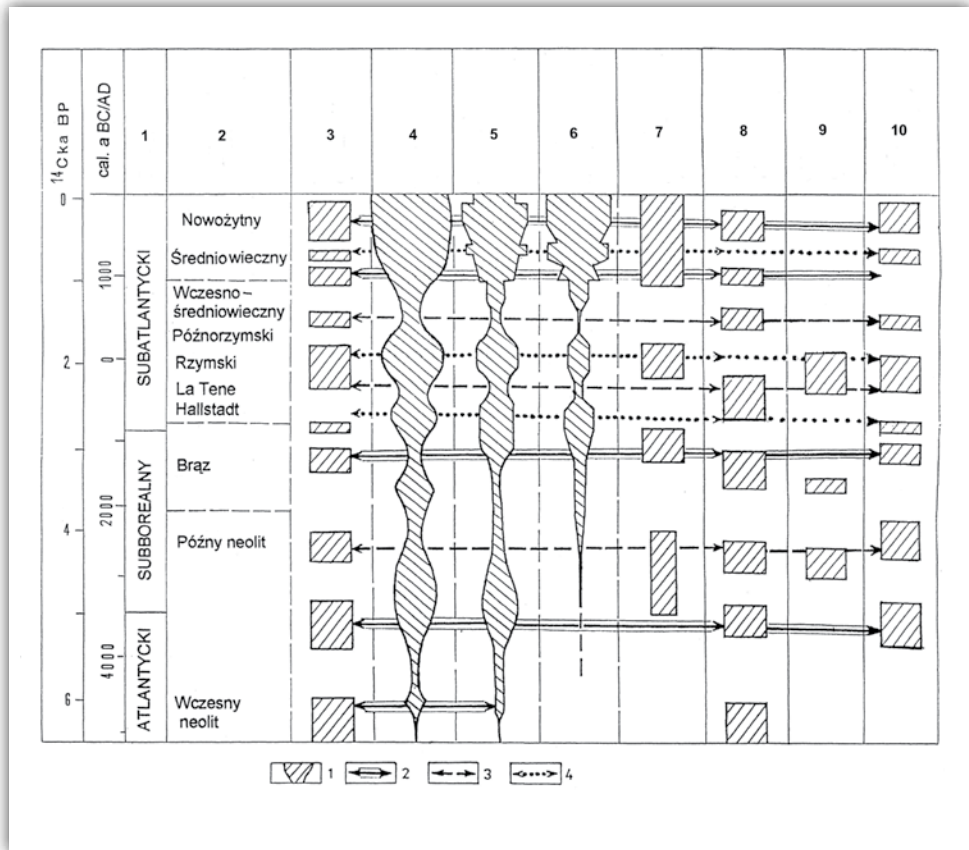 ¹⁴Cka BP
cal. a BC/AD
1
2
3
4
5
6
7
8
9
10
0
2
4
6
1000
0
2000
4000
SUBATLANTYCKI
SUBBOREALNY
ATLANTYCKI
Nowożytny
Średniowieczny
Wczesno–
średniowieczny
Późnorzymski
Rzymski
La Tene
Hallstadt
Brąz
Późny neolit
Wczesny
neolit
1
2
3
4